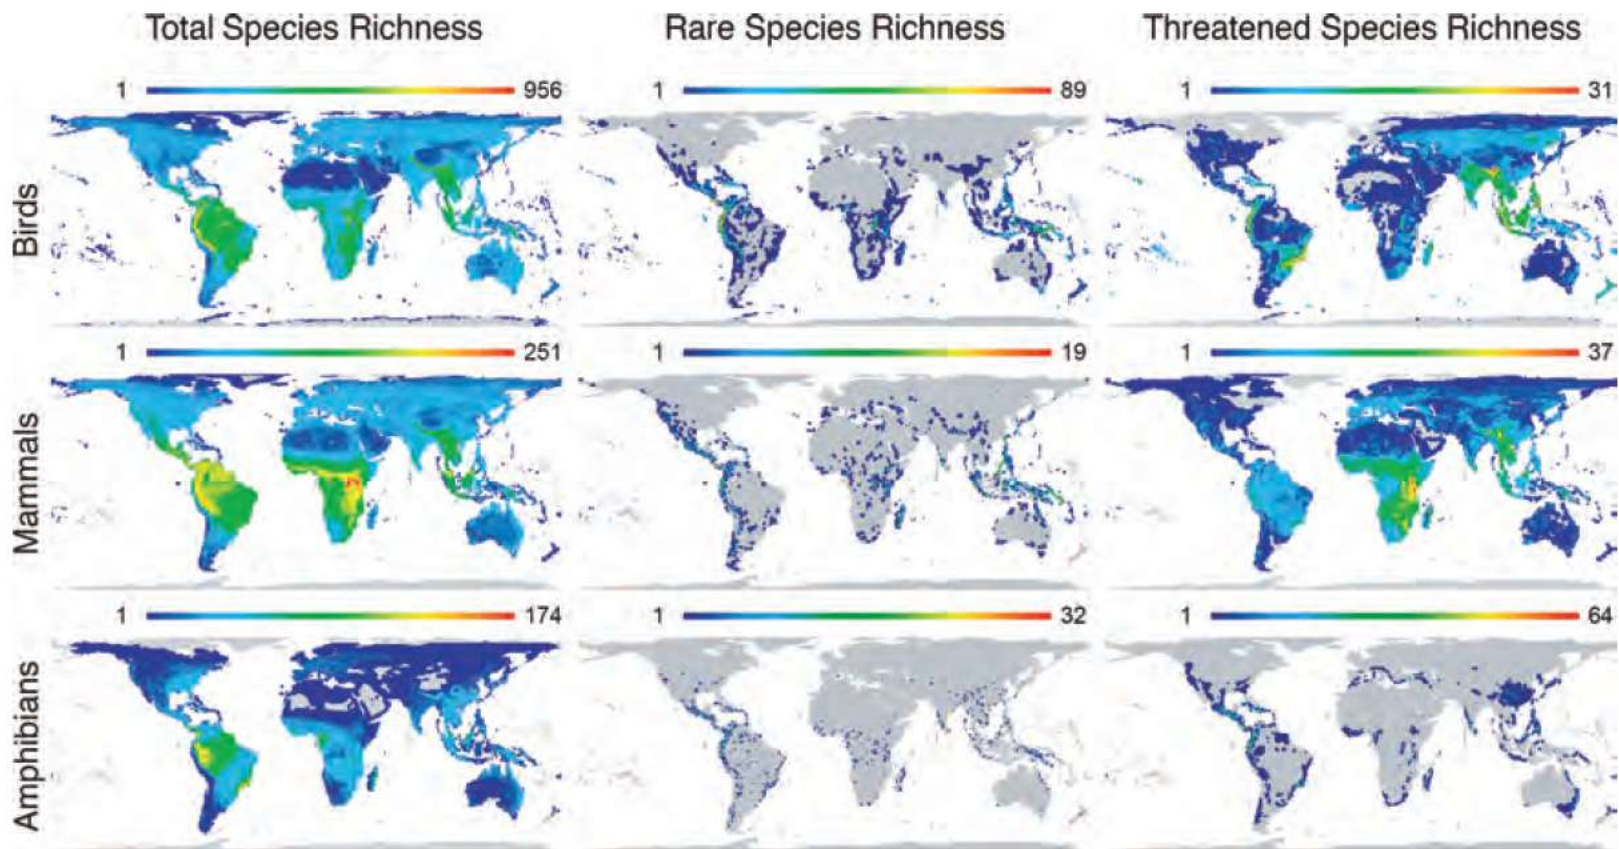 Total Species Richness Rare Species Richness Threatened Species Richness
1 956 1 89 1 31
Birds
1 251 1 19 1 37
Mammals
1 174 1 32 1 64
Amphibians